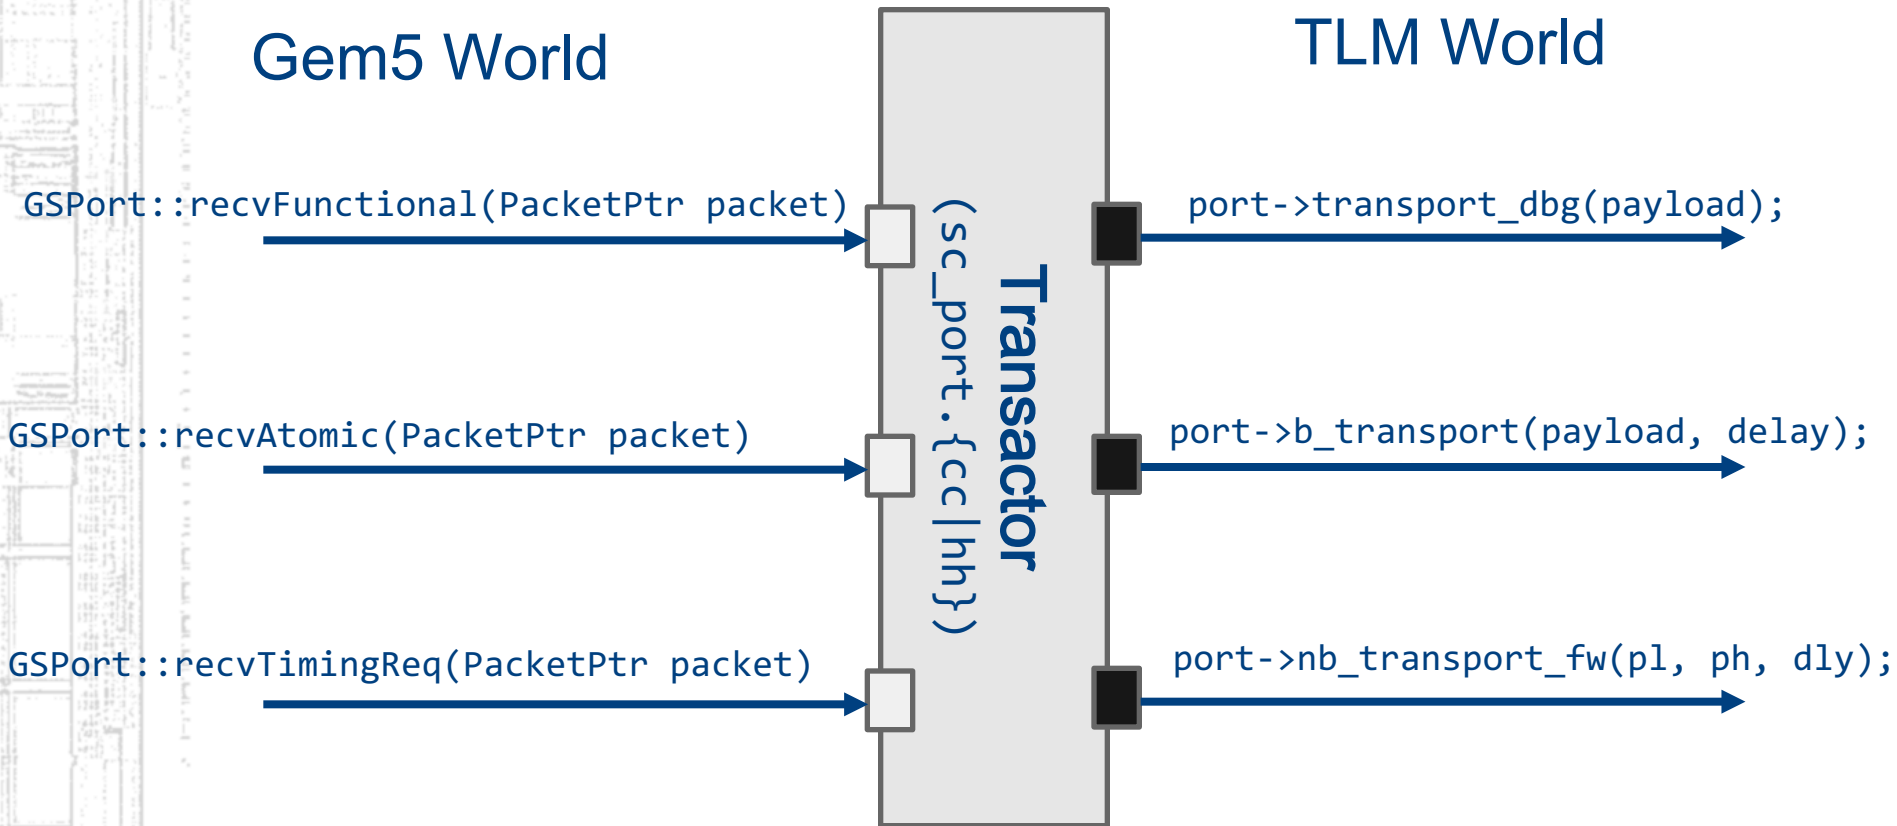 Gem5 World
TLM World
GSPort::recvFunctional(PacketPtr packet)
port->transport_dbg(payload);
GSPort::recvAtomic(PacketPtr packet)
port->b_transport(payload, delay);
GSPort::recvTimingReq(PacketPtr packet)
port->nb_transport_fw(pl, ph, dly);
Transactor
(sc_port.{cc|hh})